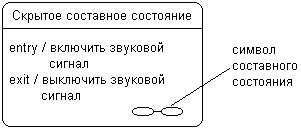 Скрытое составное состояние
entry / включить звуковой
сигнал
exit / выключить звуковой
сигнал
символ
составного
состояния